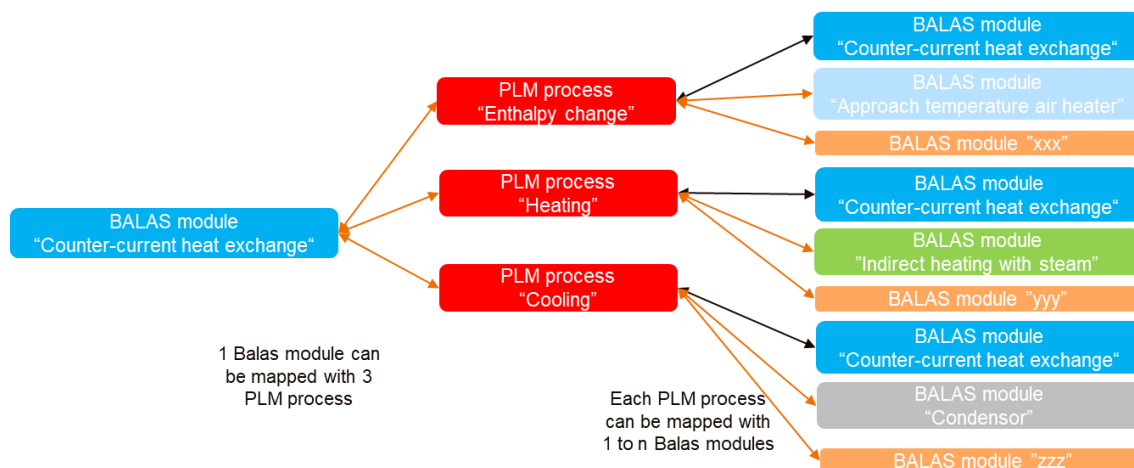 BALAS module
“Counter-current heat exchange“
PLM process
“Enthalpy change”
PLM process
“Heating”
PLM process
“Cooling”
BALAS module
“Counter-current heat exchange“
BALAS module
“Approach temperature air heater”
BALAS module ”xxx”
BALAS module
“Counter-current heat exchange“
BALAS module
”Indirect heating with steam”
BALAS module ”yyy”
BALAS module
“Counter-current heat exchange“
BALAS module
“Condensor”
BALAS module ”zzz”
1 Balas module can
be mapped with 3
PLM process
Each PLM process
can be mapped with
1 to n Balas modules